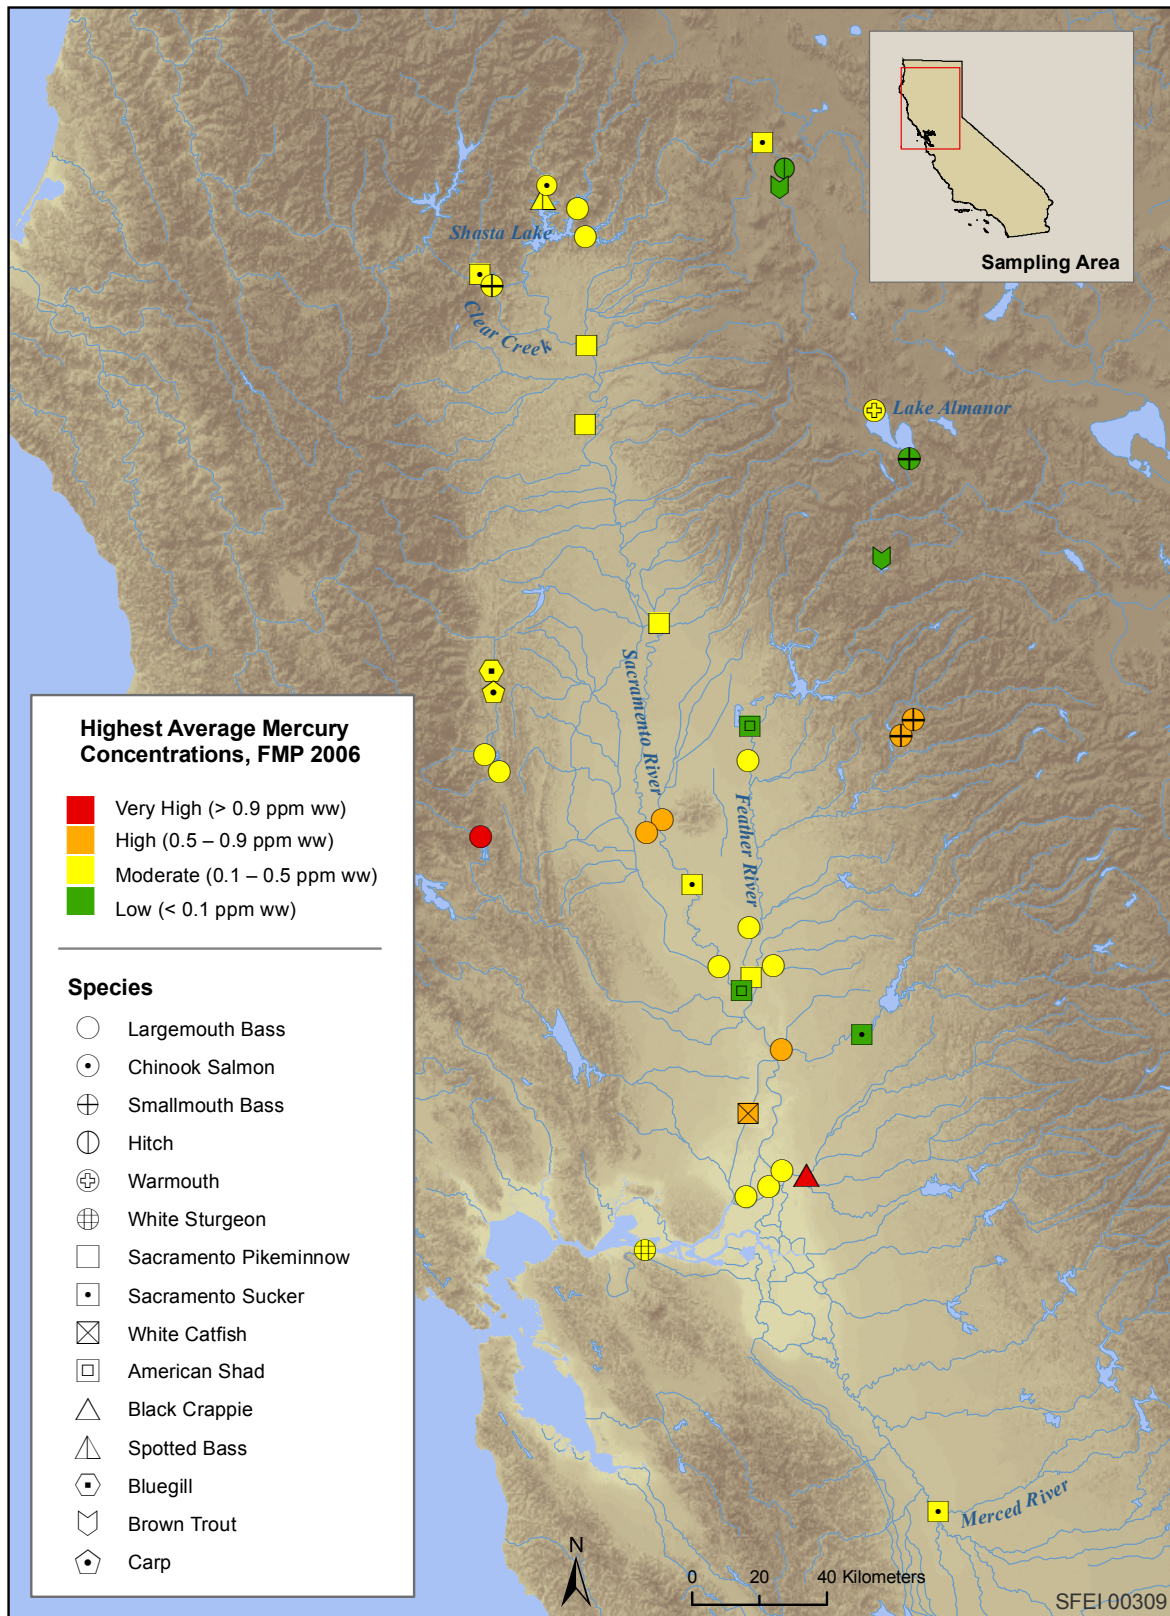 Sampling Area
Shasta Lake
Clear Creek
Lake Almanor
Sacramento River
Feather River
Highest Average Mercury
Concentrations, FMP 2006
Very High (> 0.9 ppm ww)
High (0.5 – 0.9 ppm ww)
Moderate (0.1 – 0.5 ppm ww)
Low (< 0.1 ppm ww)
Species
Largemouth Bass
Chinook Salmon
Smallmouth Bass
Hitch
Warmouth
White Sturgeon
Sacramento Pikeminnow
Sacramento Sucker
White Catfish
American Shad
Black Crappie
Spotted Bass
Bluegill
Brown Trout
Carp
Merced River
N
0 20 40 Kilometers
SFEI 00309